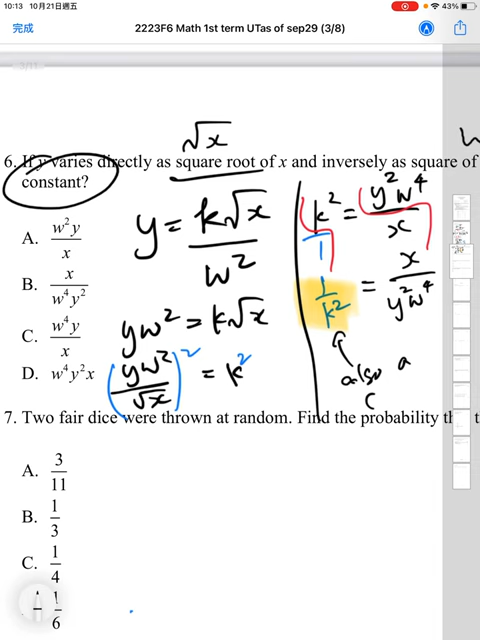 10:13 10月21日週五
43%
完成
2223F6 Math 1st term UTas of sep29 (3/8)
√x
6. If y varies directly as square root of x and inversely as square of
constant?
A. w²y/x
B. x/(w⁴y²)
C. w⁴y/x
D. w⁴y²x
y = k√x/w²
yw² = k√x
(yw²/√x)² = k²
k²/1 = y²w⁴/x
1/k² = x/(y²w⁴)
also a
C
7. Two fair dice were thrown at random. Find the probability th
A. 3/11
B. 1/3
C. 1/4
1/6